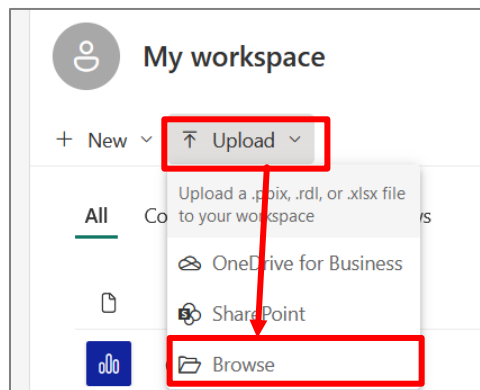 My workspace
+ New Upload
Upload a .pbix, .rdl, or .xlsx file
to your workspace
All Co
OneDrive for Business
SharePoint
Browse